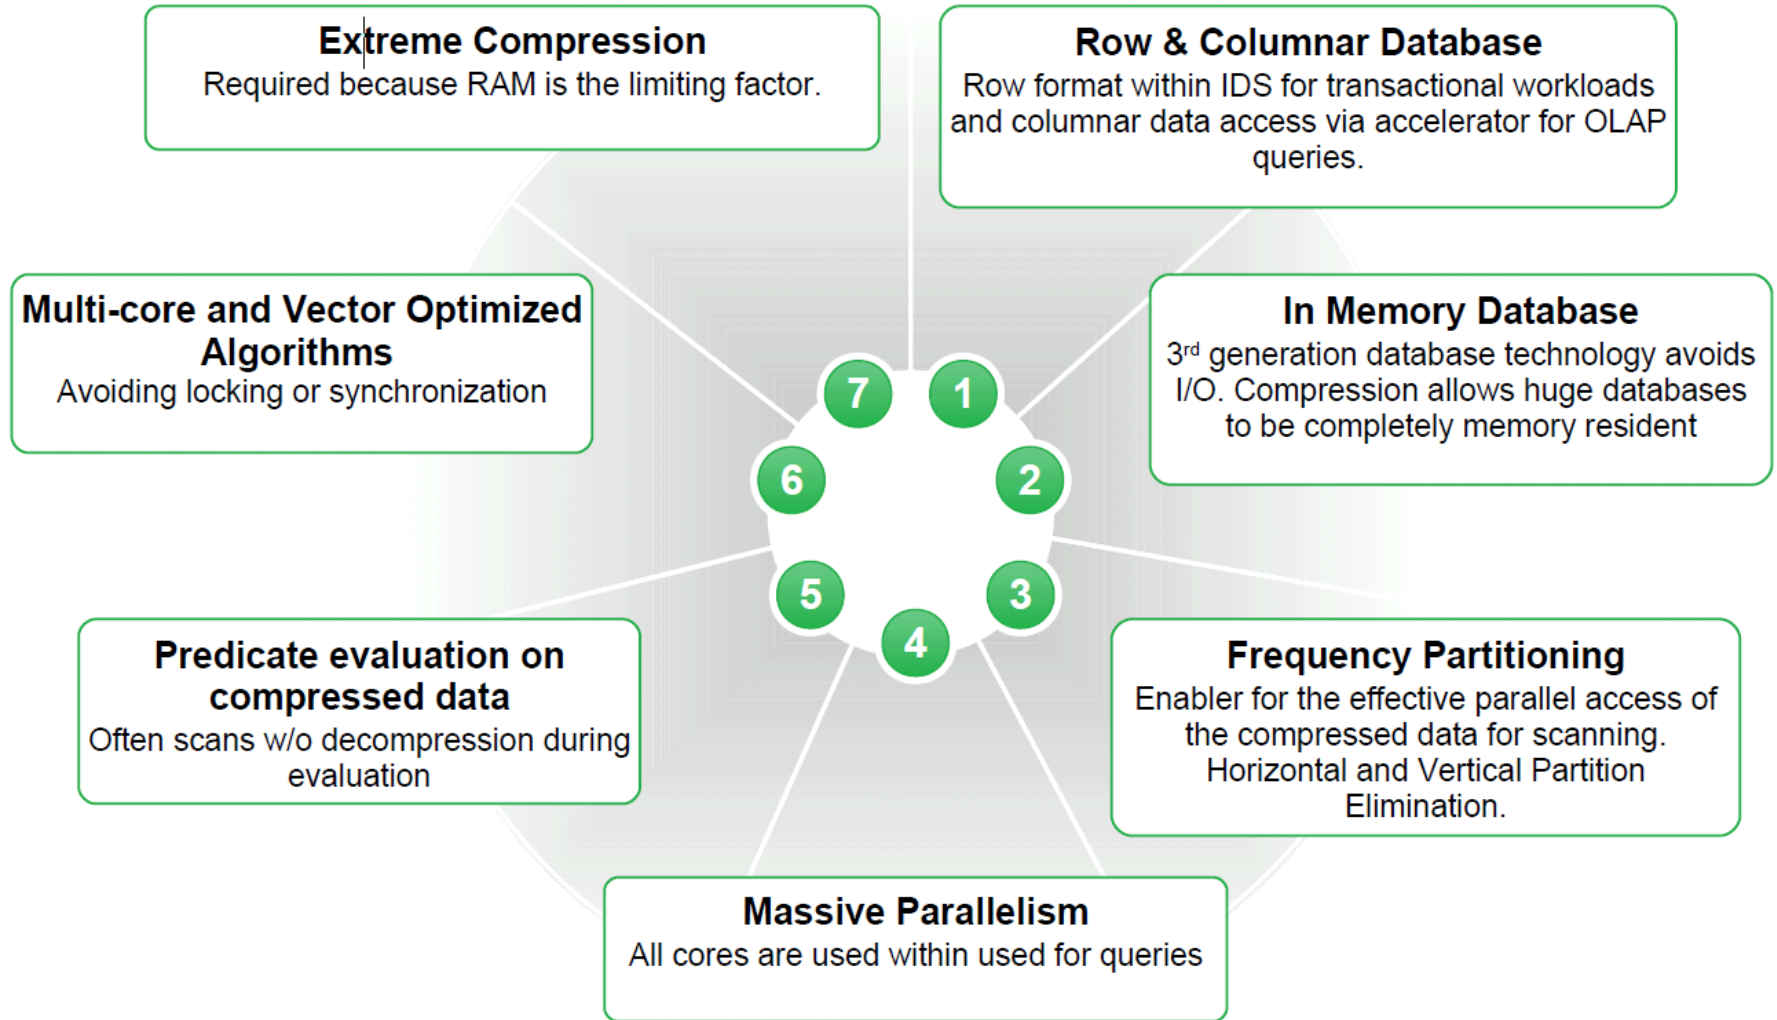 Extreme Compression
Required because RAM is the limiting factor.
Row & Columnar Database
Row format within IDS for transactional workloads
and columnar data access via accelerator for OLAP
queries.
Multi-core and Vector Optimized
Algorithms
Avoiding locking or synchronization
In Memory Database
3rd generation database technology avoids
I/O. Compression allows huge databases
to be completely memory resident
7
1
6
2
5
3
4
Predicate evaluation on
compressed data
Often scans w/o decompression during
evaluation
Frequency Partitioning
Enabler for the effective parallel access of
the compressed data for scanning.
Horizontal and Vertical Partition
Elimination.
Massive Parallelism
All cores are used within used for queries